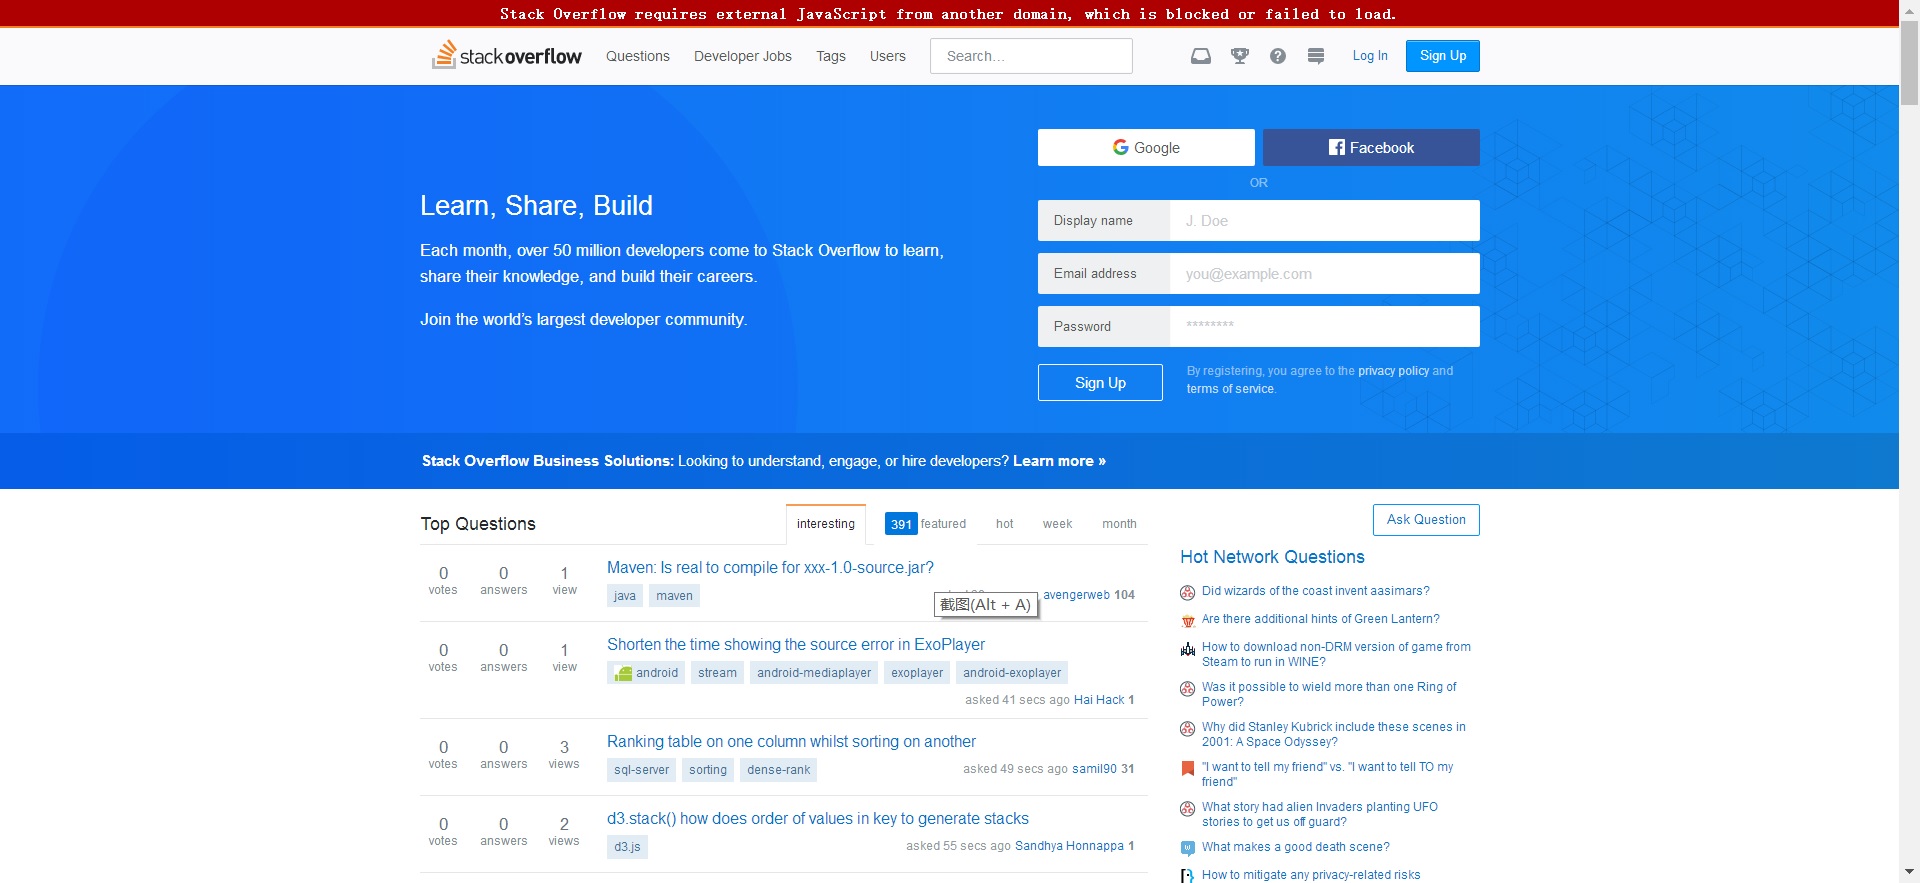 Stack Overflow requires external JavaScript from another domain, which is blocked or failed to load.
stackoverflow Questions Developer Jobs Tags Users Search... Log In Sign Up
Google Facebook
OR
Learn, Share, Build
Each month, over 50 million developers come to Stack Overflow to learn,
share their knowledge, and build their careers.
Join the world’s largest developer community.
Display name J. Doe
Email address you@example.com
Password ********
Sign Up
By registering, you agree to the privacy policy and
terms of service.
Stack Overflow Business Solutions: Looking to understand, engage, or hire developers? Learn more »
Top Questions interesting 391 featured hot week month
0 votes 0 answers 1 view
Maven: Is real to compile for xxx-1.0-source.jar?
java maven
avengerweb 104
截图(Alt + A)
0 votes 0 answers 1 view
Shorten the time showing the source error in ExoPlayer
android stream android-mediaplayer exoplayer android-exoplayer
asked 41 secs ago Hai Hack 1
0 votes 0 answers 3 views
Ranking table on one column whilst sorting on another
sql-server sorting dense-rank
asked 49 secs ago samil90 31
0 votes 0 answers 2 views
d3.stack() how does order of values in key to generate stacks
d3.js
asked 55 secs ago Sandhya Honnappa 1
Ask Question
Hot Network Questions
Did wizards of the coast invent aasimars?
Are there additional hints of Green Lantern?
How to download non-DRM version of game from
Steam to run in WINE?
Was it possible to wield more than one Ring of
Power?
Why did Stanley Kubrick include these scenes in
2001: A Space Odyssey?
"I want to tell my friend" vs. "I want to tell TO my
friend"
What story had alien Invaders planting UFO
stories to get us off guard?
What makes a good death scene?
How to mitigate any privacy-related risks